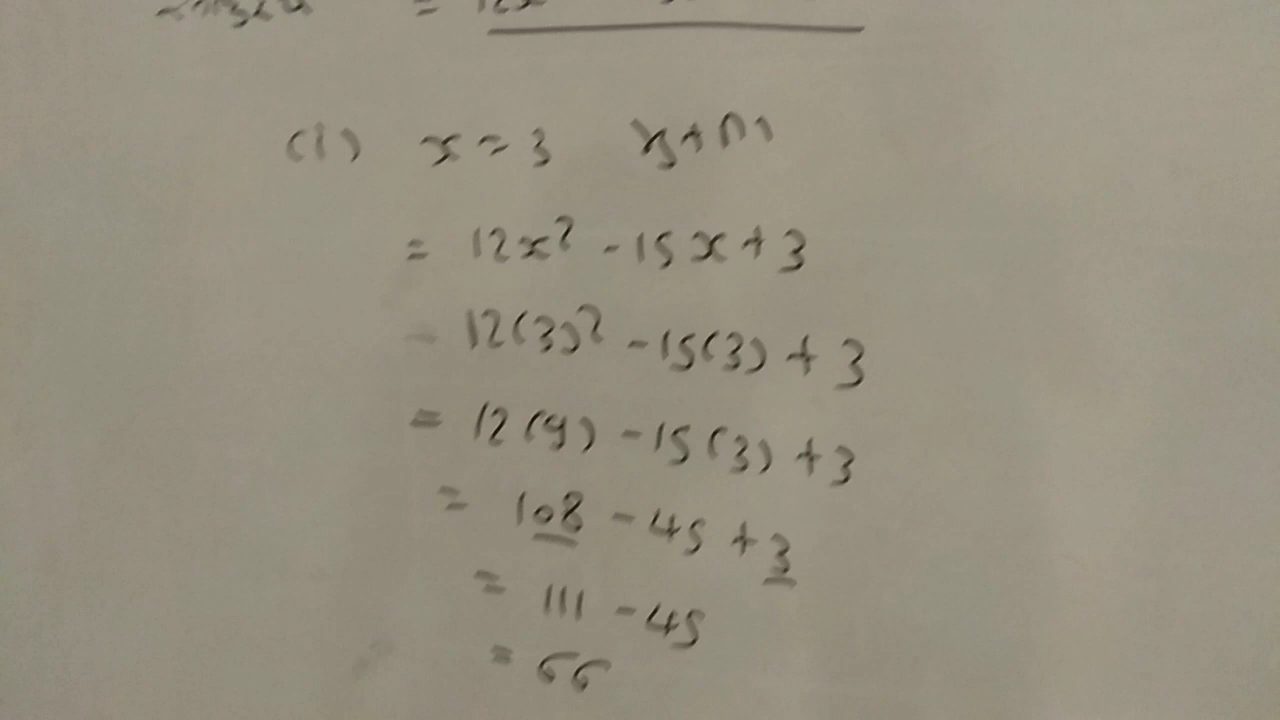 = 12x
(i) x = 3
= 12x² - 15x + 3
12(3)² - 15(3) + 3
= 12(9) - 15(3) + 3
= 108 - 45 + 3
= 111 - 45
= 66